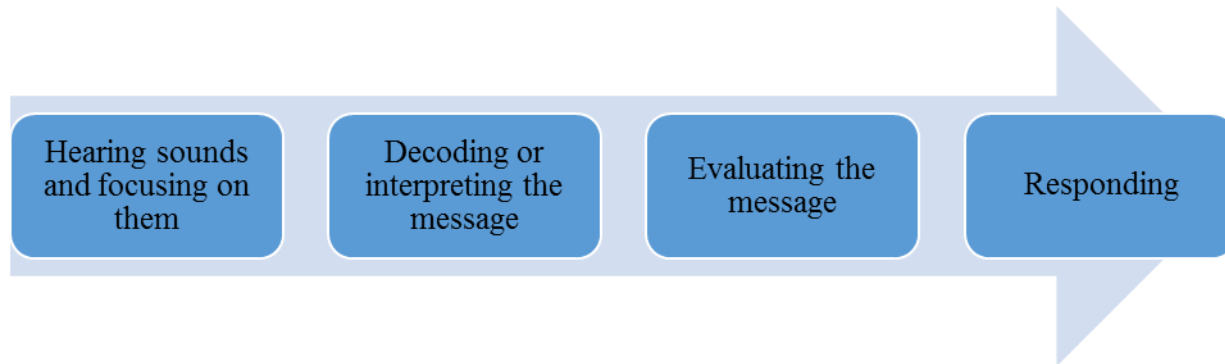 Hearing sounds
and focusing on
them
Decoding or
interpreting the
message
Evaluating the
message
Responding